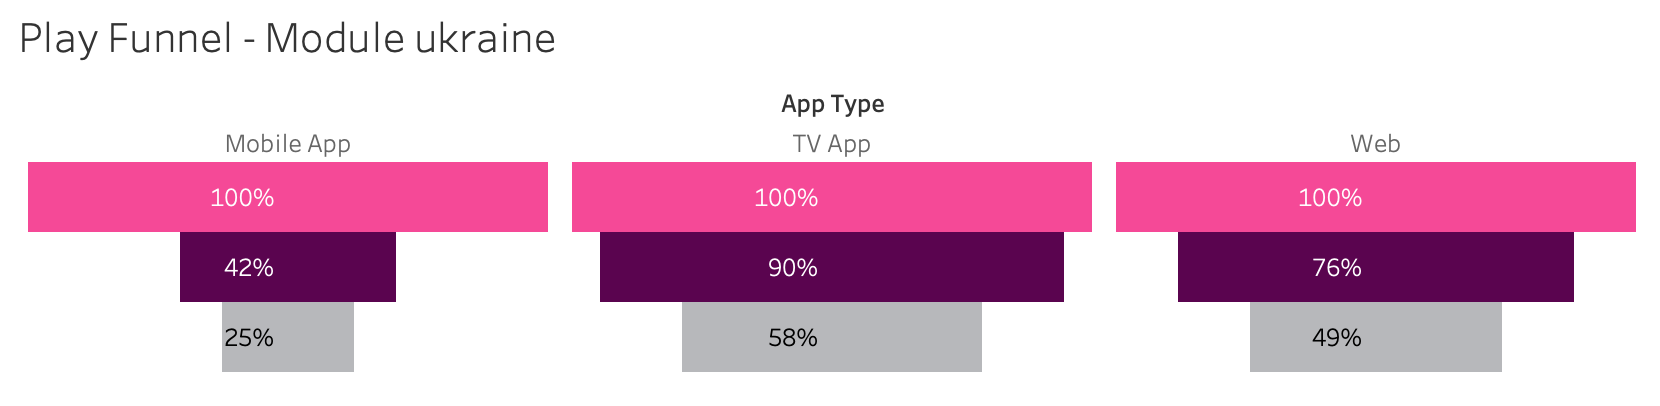 Play Funnel - Module ukraine
App Type
Mobile App TV App Web
100% 100% 100%
42% 90% 76%
25% 58% 49%